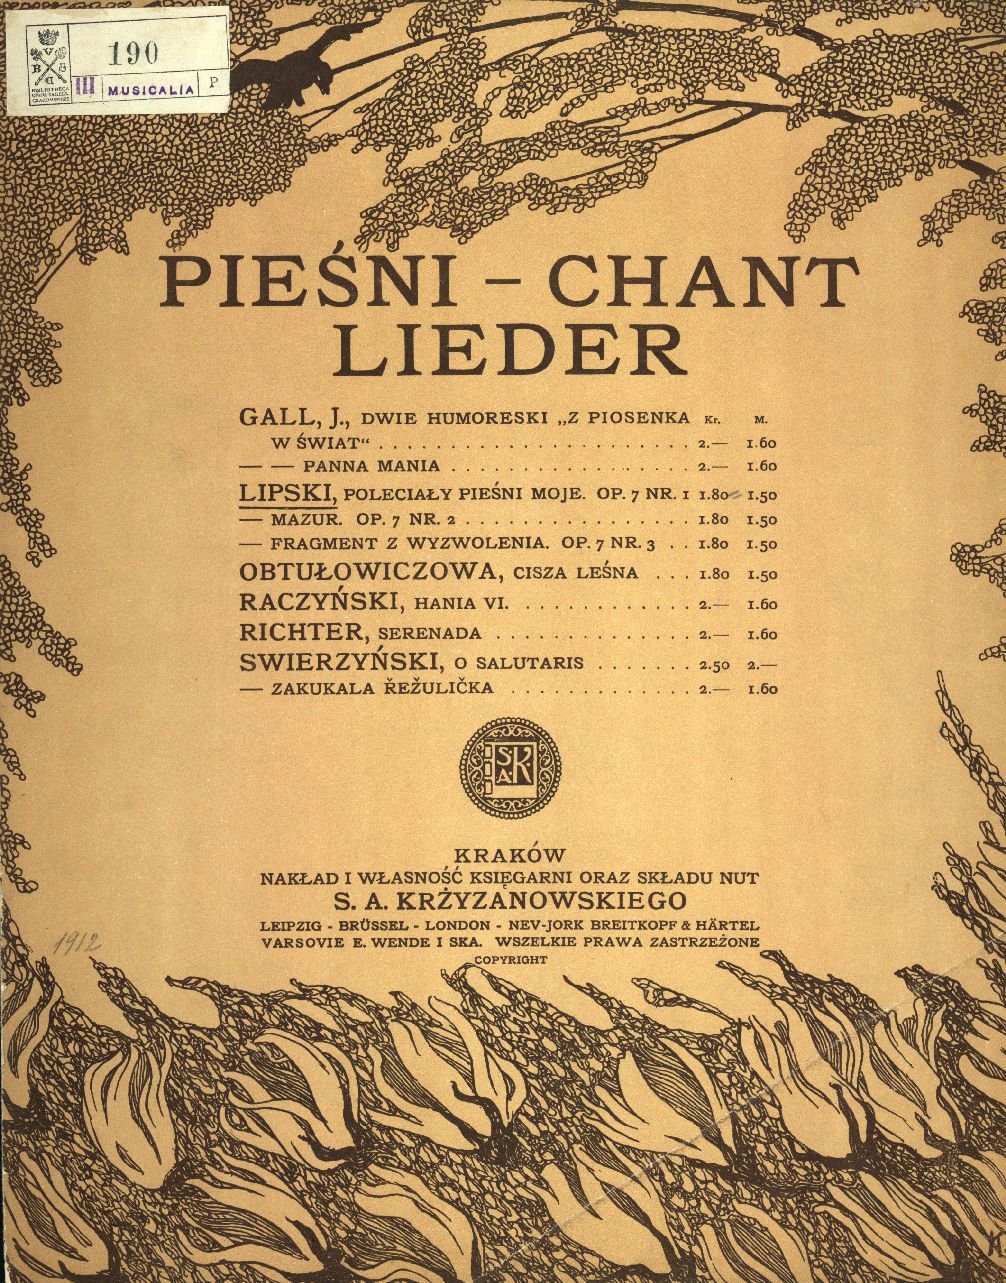 190
III MUSICALIA P
PIEŚNI – CHANT
LIEDER
GALL, J., DWIE HUMORESKI „Z PIOSENKA Kr. M.
W ŚWIAT“ . . . . . . . . . . . . . . . . . . . . . . 2.— 1.60
— — PANNA MANIA . . . . . . . . . . . . . . . . . 2.— 1.60
LIPSKI, POLECIAŁY PIEŚNI MOJE. OP. 7 NR. 1 1.80 1.50
— MAZUR. OP. 7 NR. 2 . . . . . . . . . . . . . . . . 1.80 1.50
— FRAGMENT Z WYZWOLENIA. OP. 7 NR. 3 . . 1.80 1.50
OBTUŁOWICZOWA, CISZA LEŚNA . . . 1.80 1.50
RACZYŃSKI, HANIA VI. . . . . . . . . . . . . 2.— 1.60
RICHTER, SERENADA . . . . . . . . . . . . . . 2.— 1.60
SWIERZYŃSKI, O SALUTARIS . . . . . . . 2.50 2.—
— ZAKUKALA ŘEŽULIČKA . . . . . . . . . . . . . 2.— 1.60
SAK
KRAKÓW
NAKŁAD I WŁASNOŚĆ KSIĘGARNI ORAZ SKŁADU NUT
S. A. KRŻYZANOWSKIEGO
LEIPZIG - BRÜSSEL - LONDON - NEV-JORK BREITKOPF & HÄRTEL
VARSOVIE E. WENDE I SKA. WSZELKIE PRAWA ZASTRZEŻONE
COPYRIGHT
1912